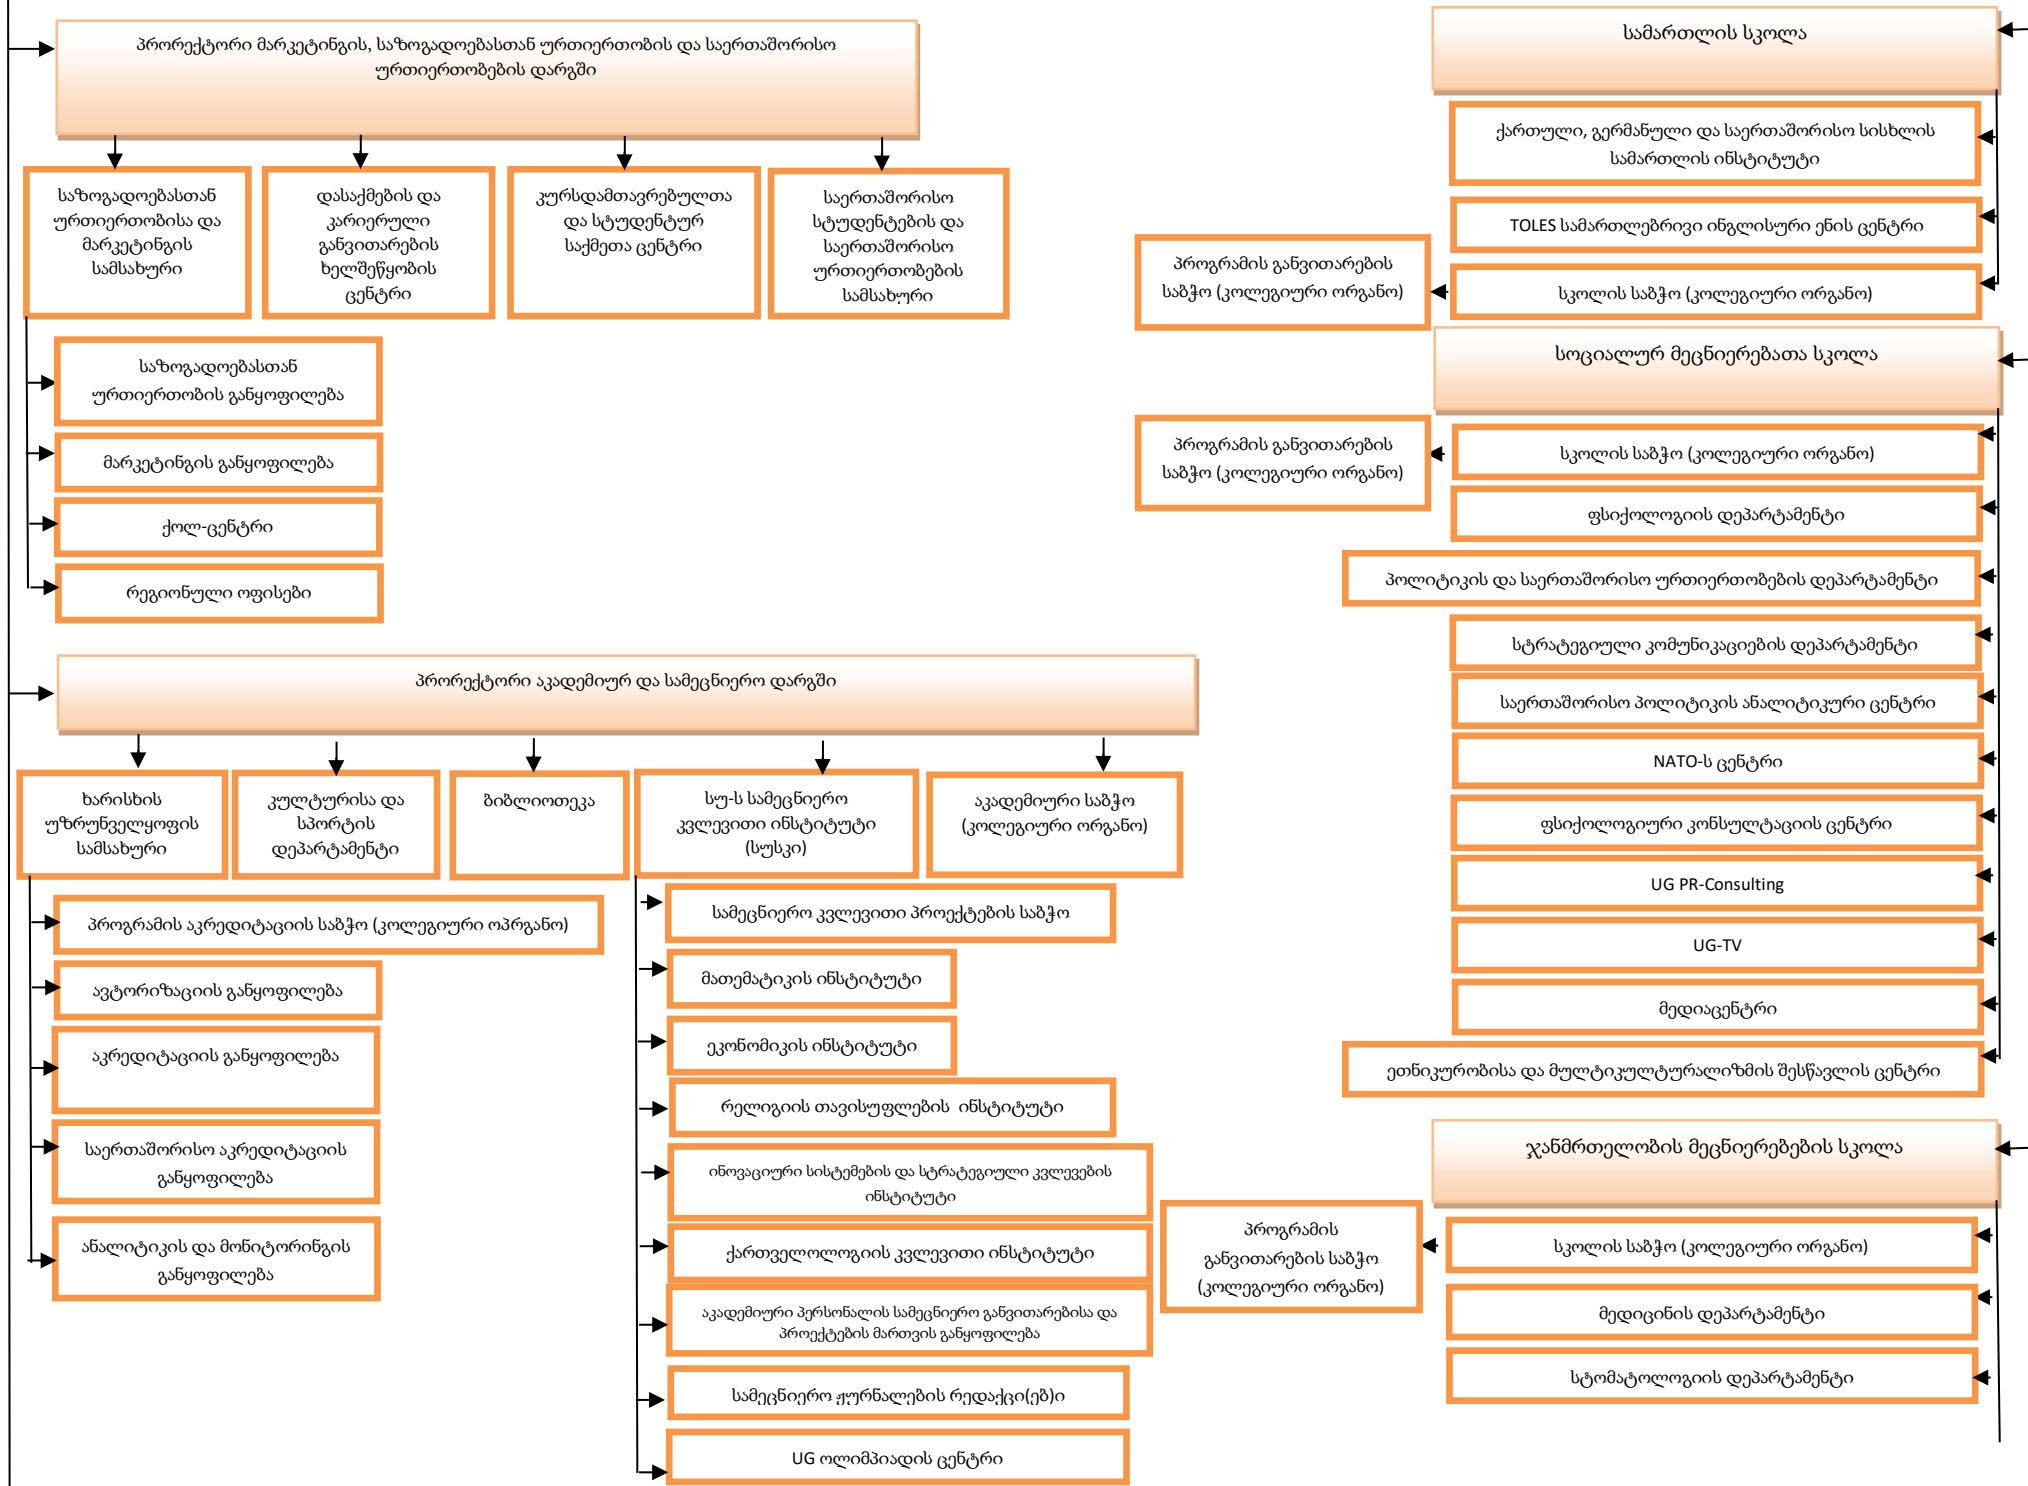 პრორექტორი მარკეტინგის, საზოგადოებასთან ურთიერთობის და საერთაშორისო
ურთიერთობების დარგში
საზოგადოებასთან
ურთიერთობისა და
მარკეტინგის
სამსახური
დასაქმების და
კარიერული
განვითარების
ხელშეწყობის
ცენტრი
კურსდამთავრებულთა
და სტუდენტურ
საქმეთა ცენტრი
საერთაშორისო
სტუდენტების და
საერთაშორისო
ურთიერთობების
სამსახური
საზოგადოებასთან
ურთიერთობის განყოფილება
მარკეტინგის განყოფილება
ქოლ-ცენტრი
რეგიონული ოფისები
პრორექტორი აკადემიურ და სამეცნიერო დარგში
ხარისხის
უზრუნველყოფის
სამსახური
კულტურისა და
სპორტის
დეპარტამენტი
ბიბლიოთეკა
სუ-ს სამეცნიერო
კვლევითი ინსტიტუტი
(სუსკი)
აკადემიური საბჭო
(კოლეგიური ორგანო)
პროგრამის აკრედიტაციის საბჭო (კოლეგიური ოპრგანო)
ავტორიზაციის განყოფილება
აკრედიტაციის განყოფილება
საერთაშორისო აკრედიტაციის
განყოფილება
ანალიტიკის და მონიტორინგის
განყოფილება
სამეცნიერო კვლევითი პროექტების საბჭო
მათემატიკის ინსტიტუტი
ეკონომიკის ინსტიტუტი
რელიგიის თავისუფლების ინსტიტუტი
ინოვაციური სისტემების და სტრატეგიული კვლევების
ინსტიტუტი
ქართველოლოგიის კვლევითი ინსტიტუტი
აკადემიური პერსონალის სამეცნიერო განვითარებისა და
პროექტების მართვის განყოფილება
სამეცნიერო ჟურნალების რედაქცი(ებ)ი
UG ოლიმპიადის ცენტრი
სამართლის სკოლა
ქართული, გერმანული და საერთაშორისო სისხლის
სამართლის ინსტიტუტი
TOLES სამართლებრივი ინგლისური ენის ცენტრი
სკოლის საბჭო (კოლეგიური ორგანო)
პროგრამის განვითარების
საბჭო (კოლეგიური ორგანო)
სოციალურ მეცნიერებათა სკოლა
სკოლის საბჭო (კოლეგიური ორგანო)
პროგრამის განვითარების
საბჭო (კოლეგიური ორგანო)
ფსიქოლოგიის დეპარტამენტი
პოლიტიკის და საერთაშორისო ურთიერთობების დეპარტამენტი
სტრატეგიული კომუნიკაციების დეპარტამენტი
საერთაშორისო პოლიტიკის ანალიტიკური ცენტრი
NATO-ს ცენტრი
ფსიქოლოგიური კონსულტაციის ცენტრი
UG PR-Consulting
UG-TV
მედიაცენტრი
ეთნიკურობისა და მულტიკულტურალიზმის შესწავლის ცენტრი
ჯანმრთელობის მეცნიერებების სკოლა
სკოლის საბჭო (კოლეგიური ორგანო)
პროგრამის
განვითარების საბჭო
(კოლეგიური ორგანო)
მედიცინის დეპარტამენტი
სტომატოლოგიის დეპარტამენტი